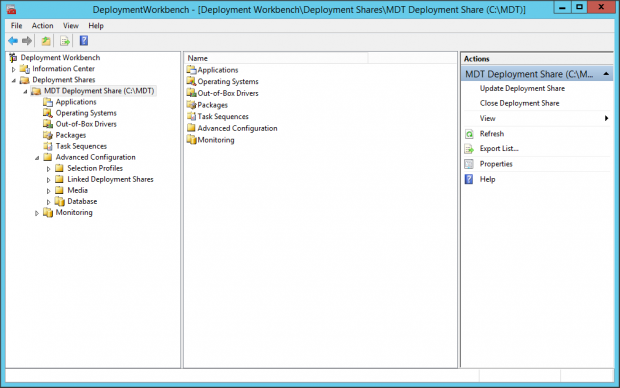 DeploymentWorkbench - [Deployment Workbench\Deployment Shares\MDT Deployment Share (C:\MDT)]
File Action View Help
Deployment Workbench
Information Center
Deployment Shares
MDT Deployment Share (C:\MDT)
Applications
Operating Systems
Out-of-Box Drivers
Packages
Task Sequences
Advanced Configuration
Selection Profiles
Linked Deployment Shares
Media
Database
Monitoring
Name
Applications
Operating Systems
Out-of-Box Drivers
Packages
Task Sequences
Advanced Configuration
Monitoring
Actions
MDT Deployment Share (C:\M...
Update Deployment Share
Close Deployment Share
View
Refresh
Export List...
Properties
Help